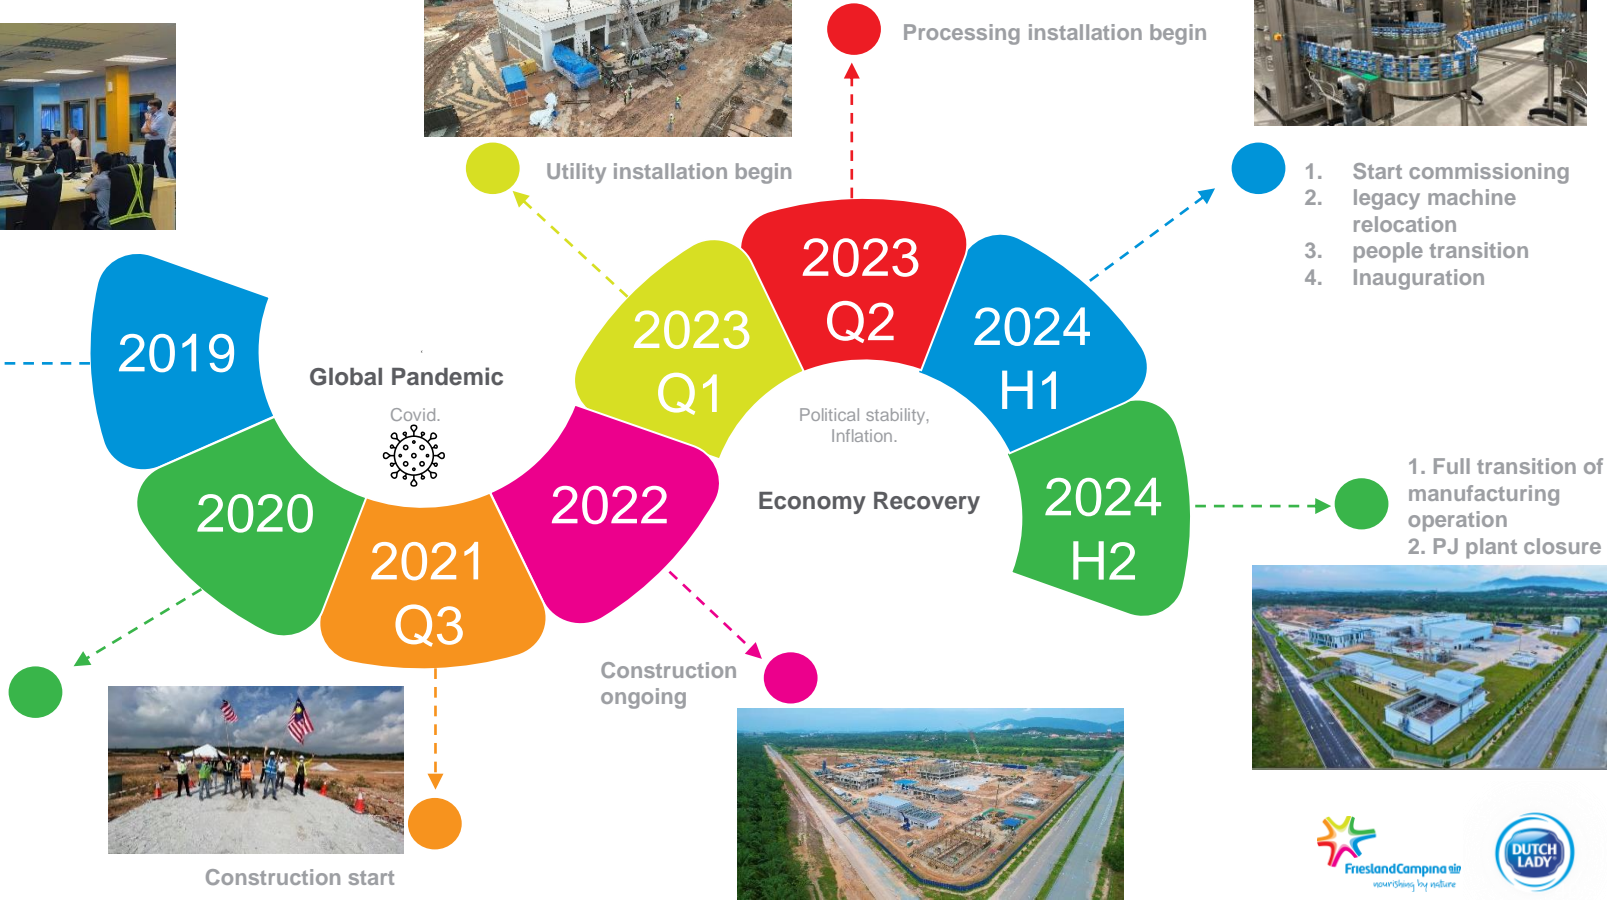 Processing installation begin
Utility installation begin
1. Start commissioning
2. legacy machine
relocation
3. people transition
4. Inauguration
2019
2020
2021
Q3
2022
2023
Q1
2023
Q2
2024
H1
2024
H2
Global Pandemic
Covid.
Political stability,
Inflation.
Economy Recovery
1. Full transition of
manufacturing
operation
2. PJ plant closure
Construction
ongoing
Construction start
FrieslandCampina
nourishing by nature
DUTCH
LADY